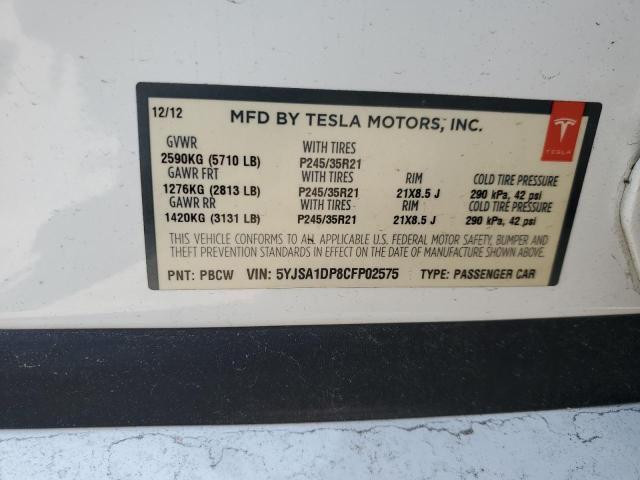 12/12 MFD BY TESLA MOTORS, INC.
GVWR WITH TIRES
2590KG (5710 LB) P245/35R21
GAWR FRT WITH TIRES RIM COLD TIRE PRESSURE
1276KG (2813 LB) P245/35R21 21X8.5 J 290 kPa, 42 psi
GAWR RR WITH TIRES RIM COLD TIRE PRESSURE
1420KG (3131 LB) P245/35R21 21X8.5 J 290 kPa, 42 psi
THIS VEHICLE CONFORMS TO ALL APPLICABLE U.S. FEDERAL MOTOR SAFETY, BUMPER AND
THEFT PREVENTION STANDARDS IN EFFECT ON THE DATE OF MANUFACTURE SHOWN ABOVE.
PNT: PBCW VIN: 5YJSA1DP8CFP02575 TYPE: PASSENGER CAR
TESLA